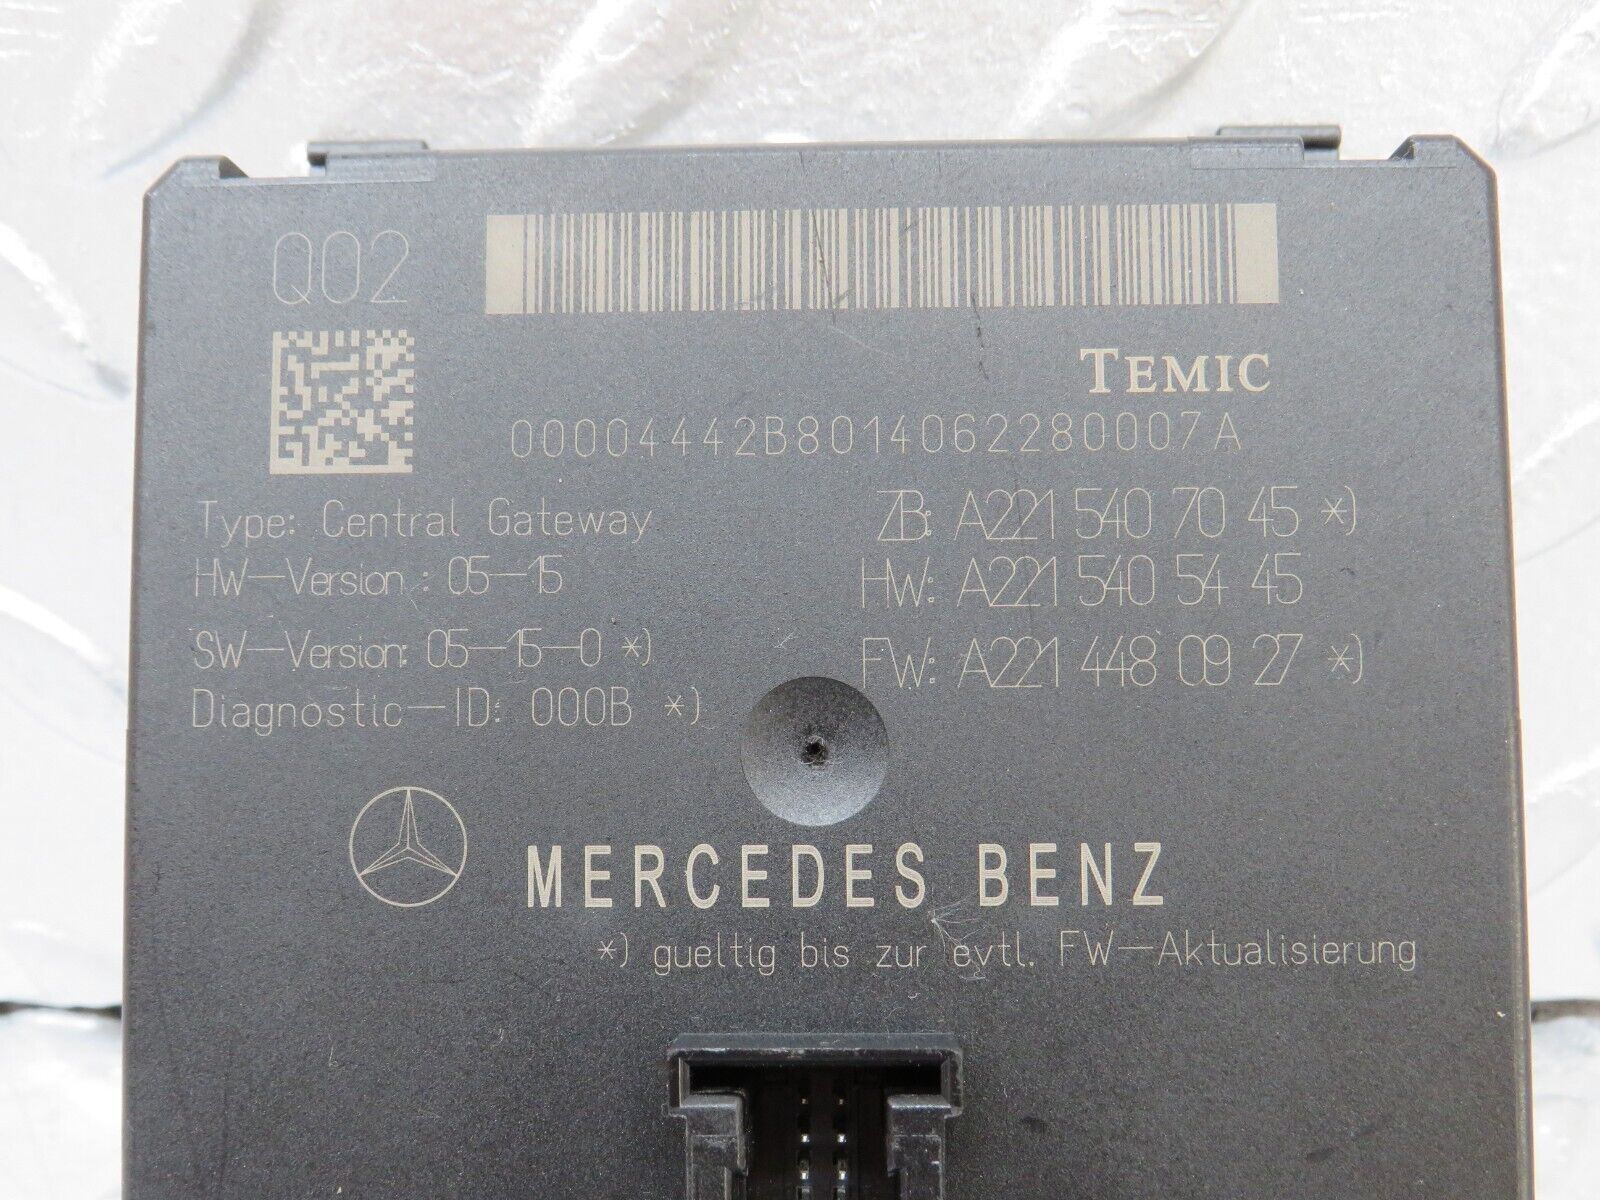 Q02
TEMIC
00004442B8014062280007A
Type: Central Gateway
HW-Version : 05-15
SW-Version: 05-15-0 *)
Diagnostic-ID: 000B *)
ZB: A221 540 70 45 *)
HW: A221 540 54 45
FW: A221 448 09 27 *)
MERCEDES BENZ
*) gueltig bis zur evtl. FW-Aktualisierung